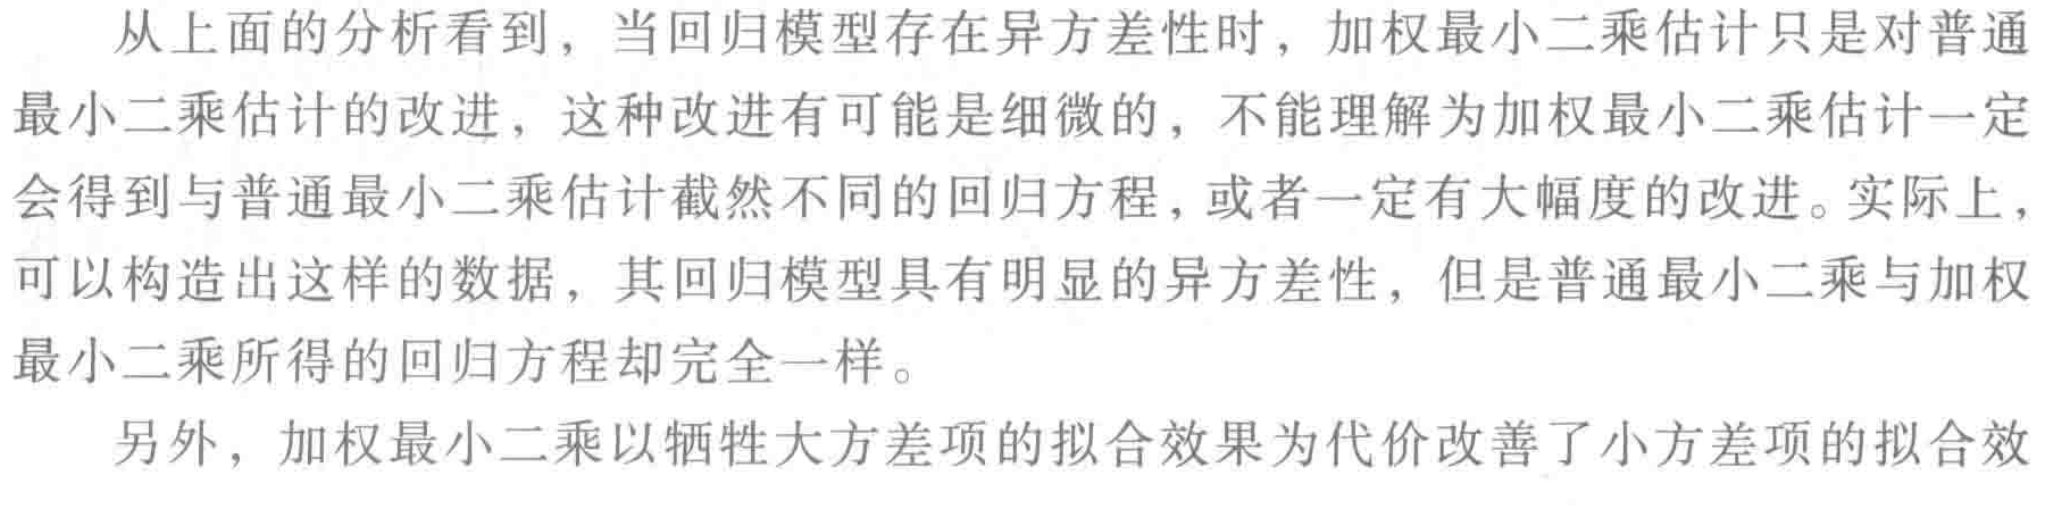 从上面的分析看到，当回归模型存在异方差性时，加权最小二乘估计只是对普通
最小二乘估计的改进，这种改进有可能是细微的，不能理解为加权最小二乘估计一定
会得到与普通最小二乘估计截然不同的回归方程，或者一定有大幅度的改进。实际上，
可以构造出这样的数据，其回归模型具有明显的异方差性，但是普通最小二乘与加权
最小二乘所得的回归方程却完全一样。
另外，加权最小二乘以牺牲大方差项的拟合效果为代价改善了小方差项的拟合效